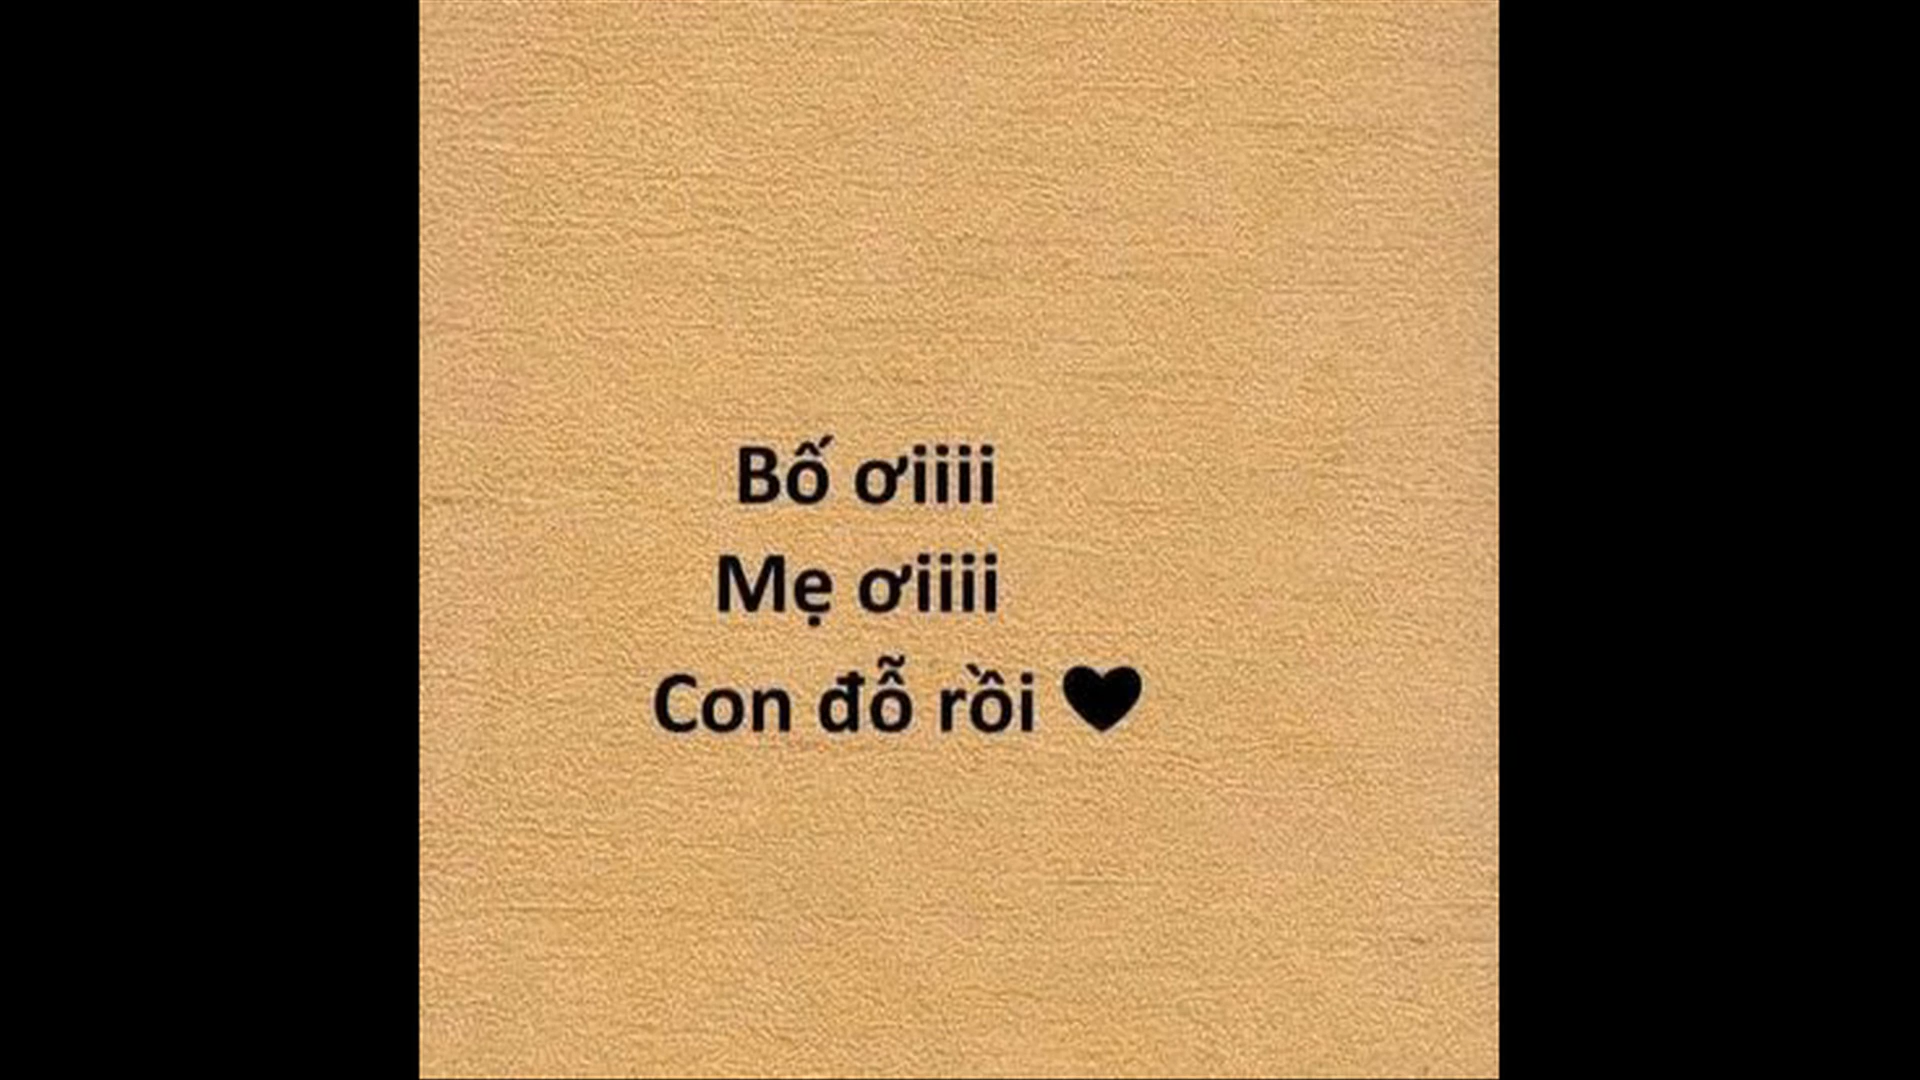 Bố ơiiii
Mẹ ơiiii
Con đỗ rồi 🖤